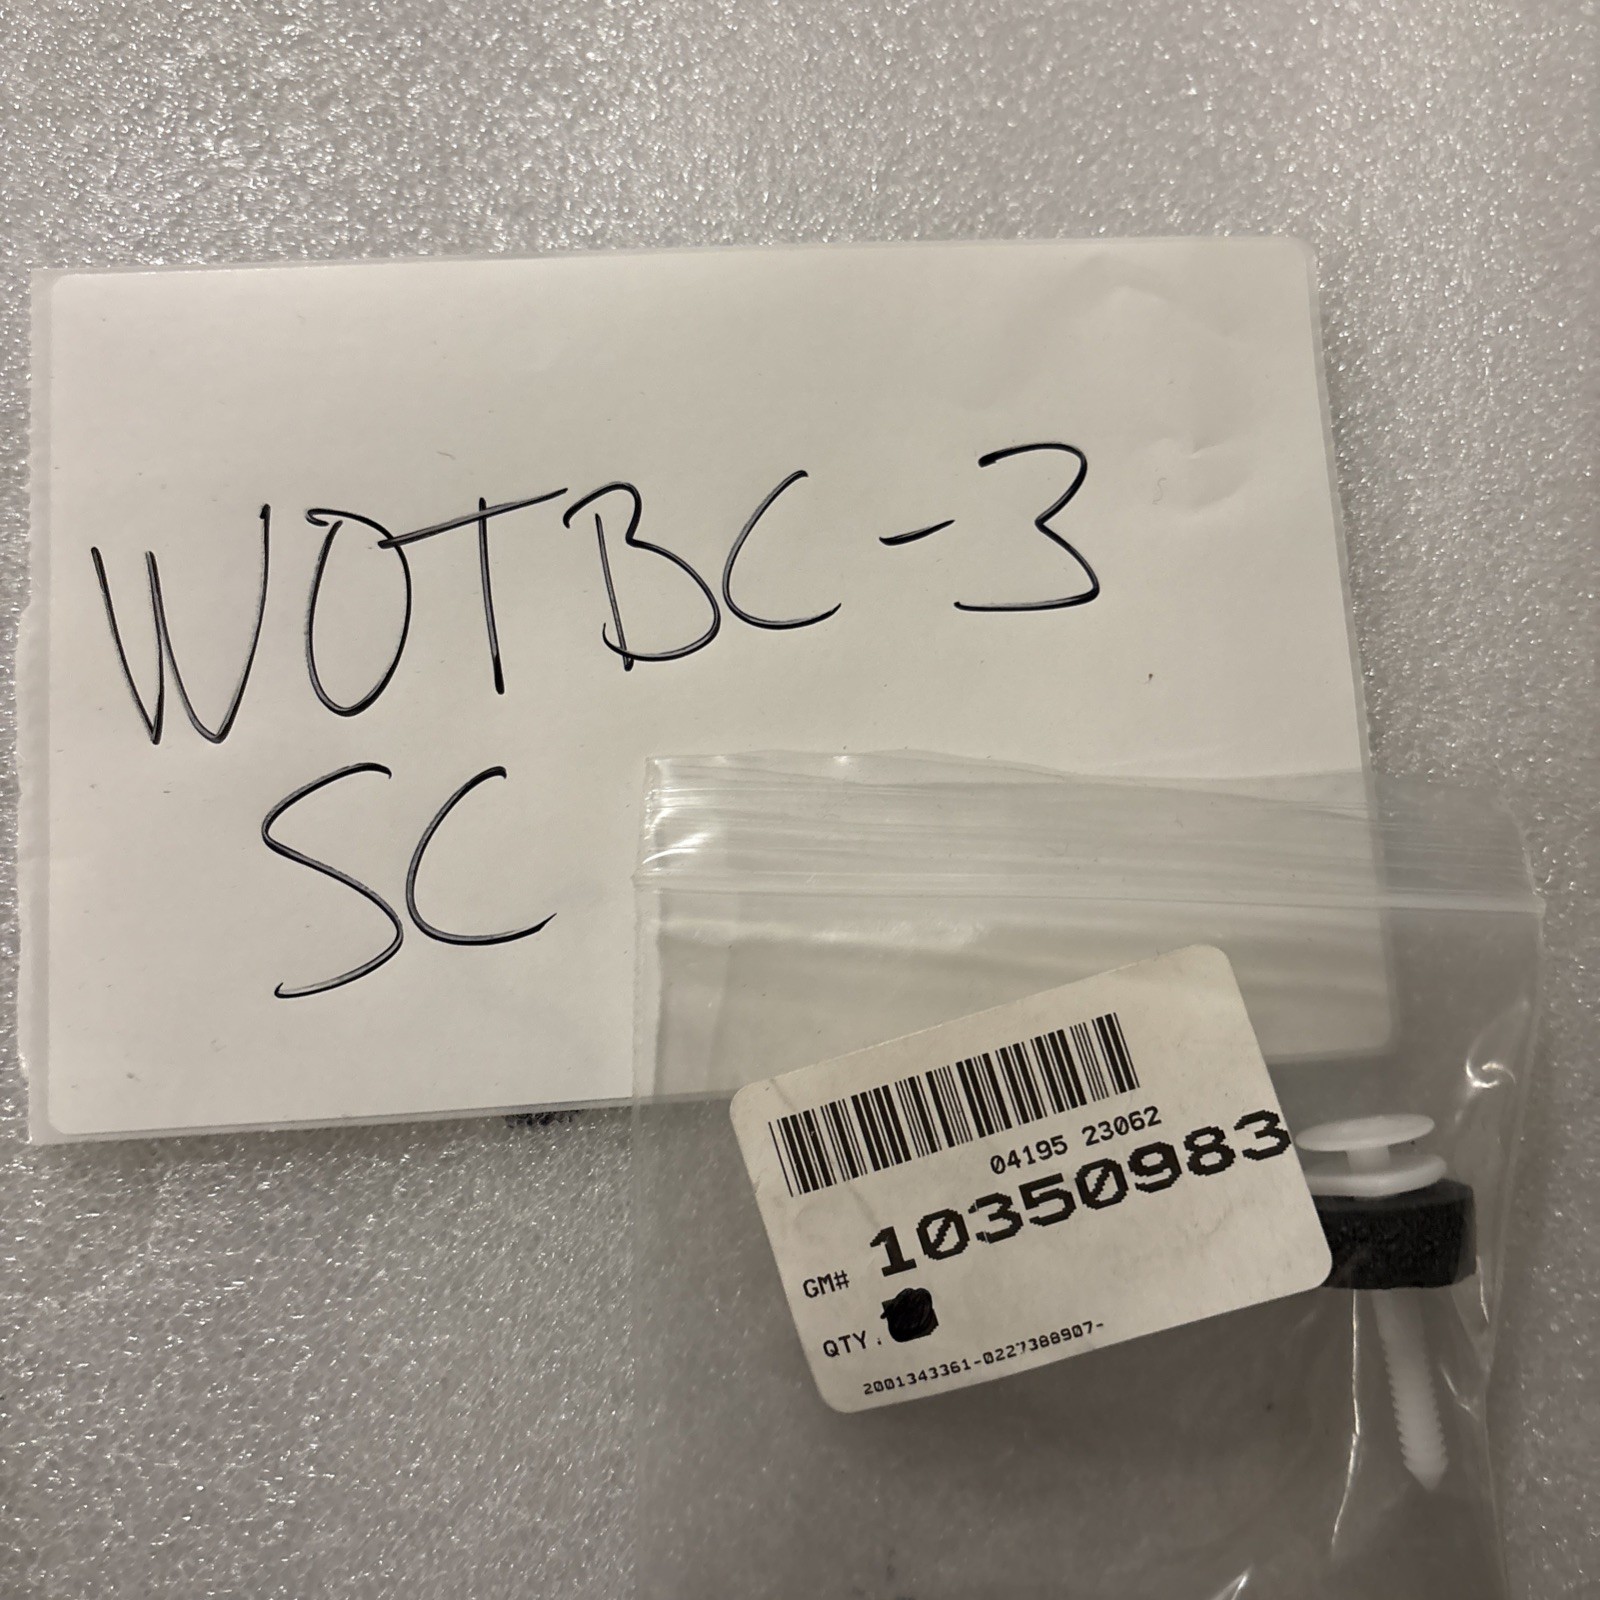 WOTBC-3
SC
04195 23062
GM# 10350983
QTY:
2001343361-0227388907-